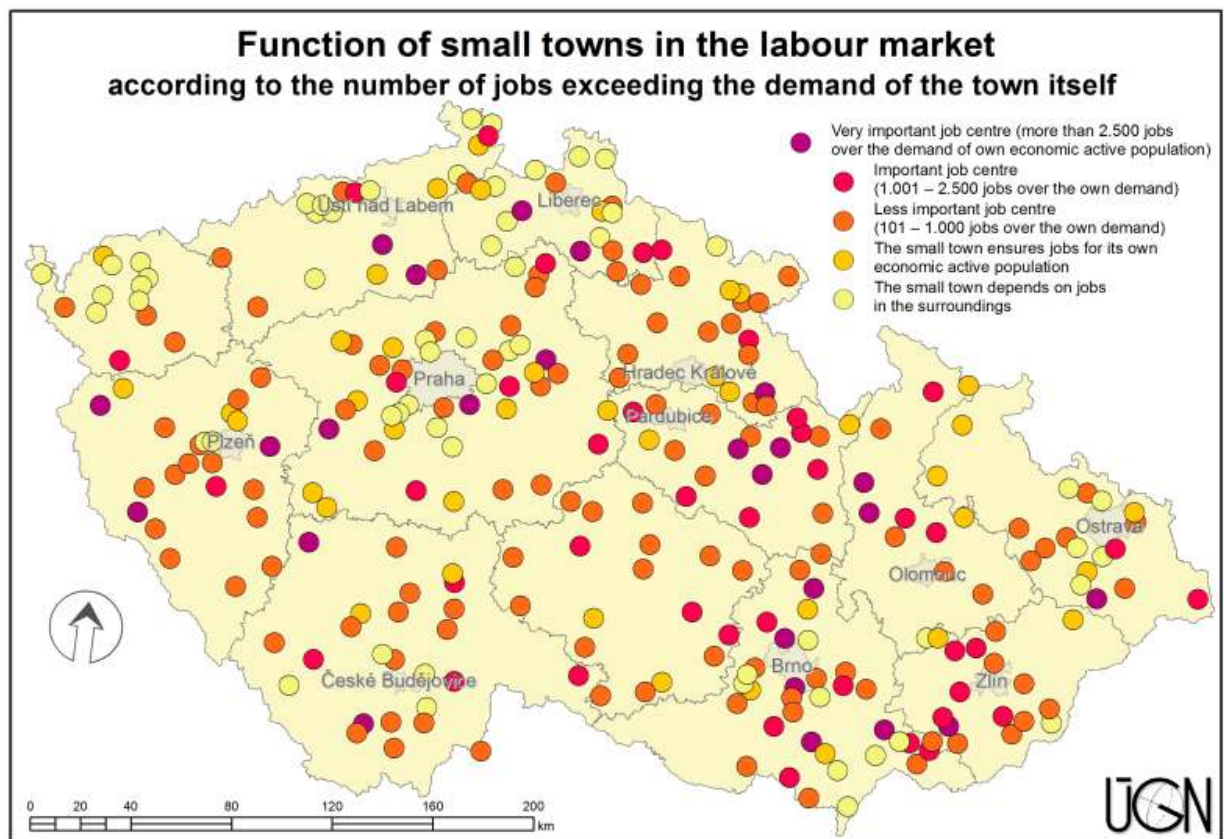 Function of small towns in the labour market
according to the number of jobs exceeding the demand of the town itself
Very important job centre (more than 2.500 jobs
over the demand of own economic active population)
Important job centre
(1.001 – 2.500 jobs over the own demand)
Less important job centre
(101 – 1.000 jobs over the own demand)
The small town ensures jobs for its own
economic active population
The small town depends on jobs
in the surroundings
Ústí nad Labem
Liberec
Praha
Hradec Králové
Pardubice
Plzeň
Ostrava
Olomouc
Brno
Zlín
České Budějovice
0 20 40 80 120 160 200
km
ŪGN